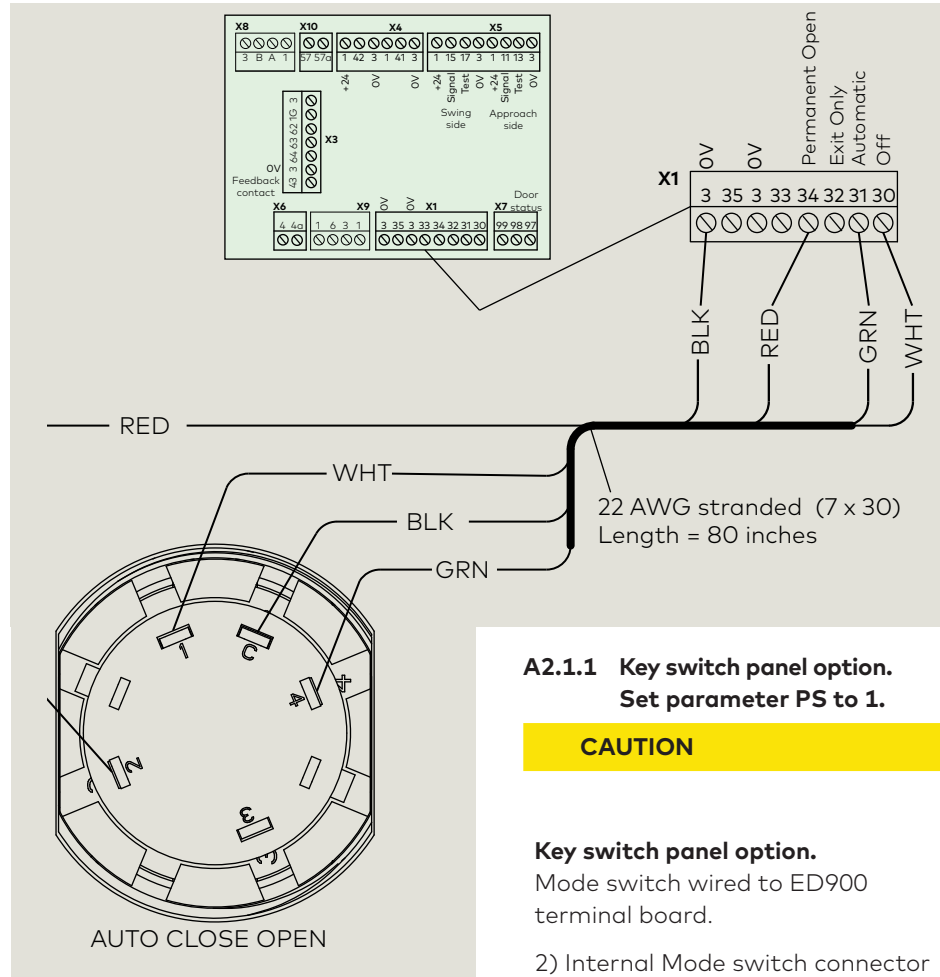 X8 X10 X4 X5
3 B A 1 57 57a 1 42 3 1 41 3 1 15 17 3 1 11 13 3
+24 0V 0V +24 Signal Test 0V +24 Signal Test 0V
Swing side
Approach side
43 3 64 63 62 1G 3
X3
0V
Feedback
contact
Door
status
X6 X9 0V 0V X1 X7
4 4a 1 6 3 1 3 35 3 33 34 32 31 30 99 98 97
0V 0V Permanent Open Exit Only Automatic Off
X1
3 35 3 33 34 32 31 30
BLK RED GRN WHT
RED
WHT
BLK
GRN
22 AWG stranded (7 x 30)
Length = 80 inches
1 C
4 4
2
3
AUTO CLOSE OPEN
A2.1.1 Key switch panel option.
Set parameter PS to 1.
CAUTION
Key switch panel option.
Mode switch wired to ED900
terminal board.
2) Internal Mode switch connector